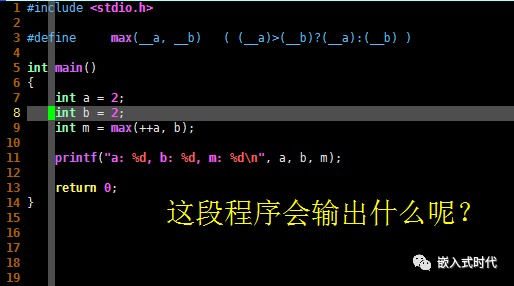 1 #include <stdio.h>
2
3 #define     max(__a, __b)   ( (__a)>(__b)?(__a):(__b) )
4
5 int main()
6 {
7     int a = 2;
8     int b = 2;
9     int m = max(++a, b);
10
11     printf("a: %d, b: %d, m: %d\n", a, b, m);
12
13     return 0;
14 }
15
16
17
18
19
这段程序会输出什么呢?
嵌入式时代